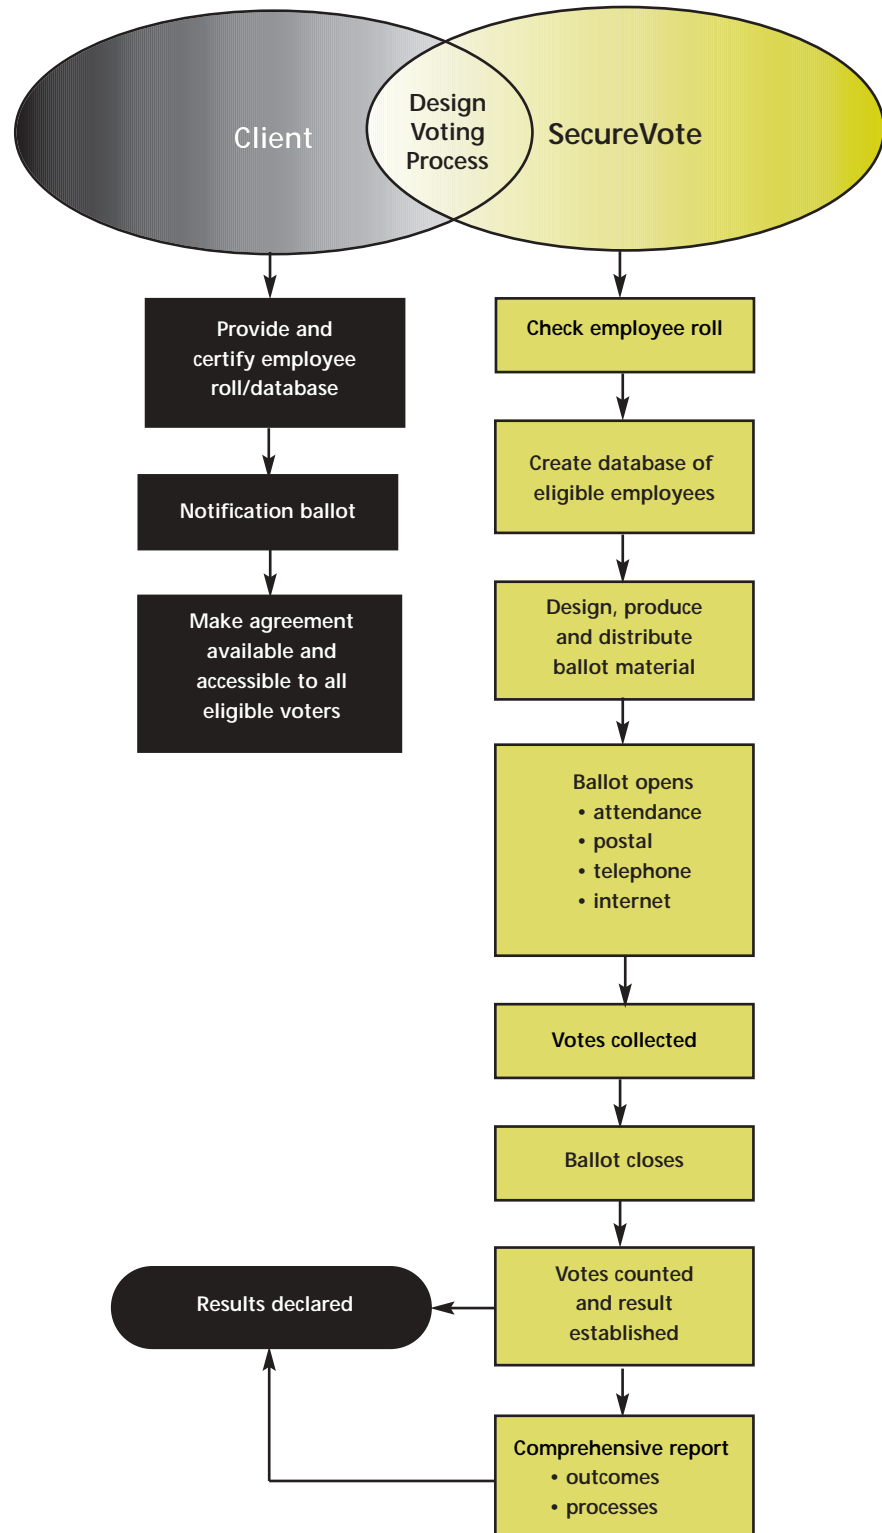 Client
Design
Voting
Process
SecureVote
Provide and
certify employee
roll/database
Notification ballot
Make agreement
available and
accessible to all
eligible voters
Check employee roll
Create database of
eligible employees
Design, produce
and distribute
ballot material
Ballot opens
• attendance
• postal
• telephone
• internet
Votes collected
Ballot closes
Votes counted
and result
established
Results declared
Comprehensive report
• outcomes
• processes